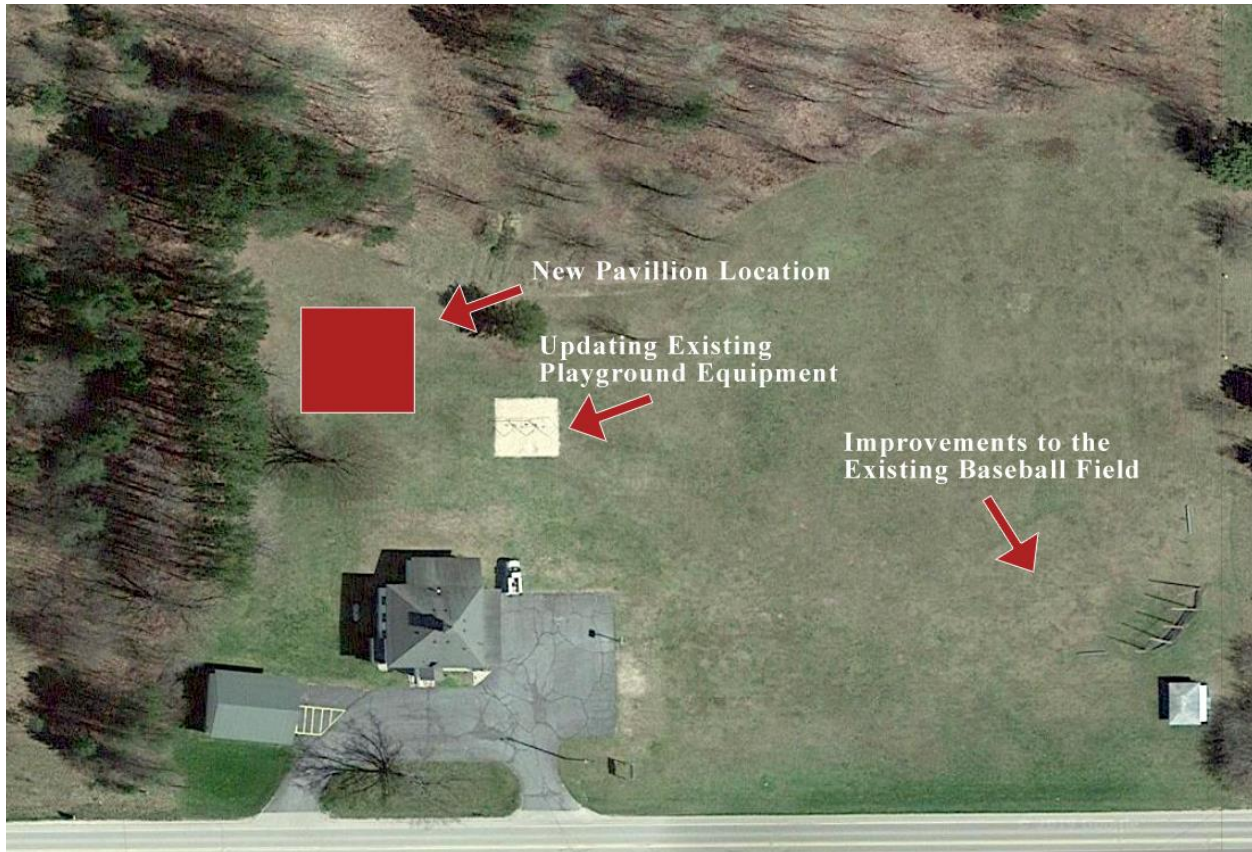 New Pavillion Location
Updating Existing
Playground Equipment
Improvements to the
Existing Baseball Field